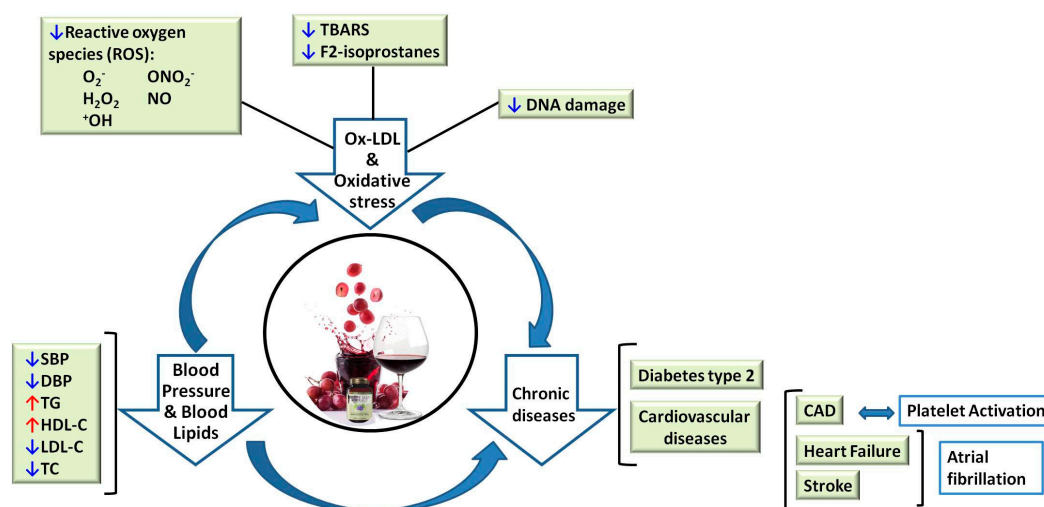 ↓Reactive oxygen
species (ROS):
O₂⁻ ONO₂⁻
H₂O₂ NO
⁺OH
↓ TBARS
↓ F2-isoprostanes
↓ DNA damage
Ox-LDL
&
Oxidative
stress
↓SBP
↓DBP
↑TG
↑HDL-C
↓LDL-C
↓TC
Blood
Pressure
& Blood
Lipids
Chronic
diseases
Diabetes type 2
Cardiovascular
diseases
CAD
Platelet Activation
Heart Failure
Stroke
Atrial
fibrillation